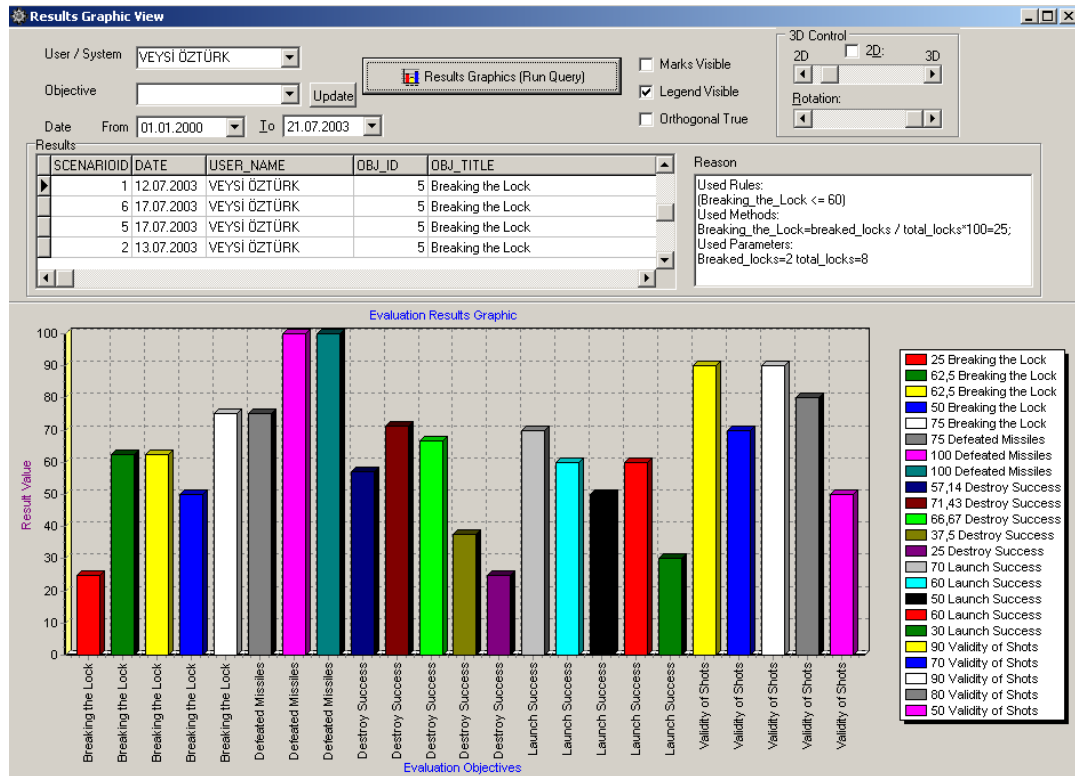 Results Graphic View
User / System VEYSİ ÖZTÜRK
Objective Update
Date From 01.01.2000 To 21.07.2003
Results Graphics (Run Query)
Marks Visible
Legend Visible
Orthogonal True
3D Control
2D 2D: 3D
Rotation:
Results
SCENARIOID DATE USER_NAME OBJ_ID OBJ_TITLE
1 12.07.2003 VEYSİ ÖZTÜRK 5 Breaking the Lock
6 17.07.2003 VEYSİ ÖZTÜRK 5 Breaking the Lock
5 17.07.2003 VEYSİ ÖZTÜRK 5 Breaking the Lock
2 13.07.2003 VEYSİ ÖZTÜRK 5 Breaking the Lock
Reason
Used Rules:
(Breaking_the_Lock <= 60)
Used Methods:
Breaking_the_Lock=breaked_locks / total_locks*100=25;
Used Parameters:
Breaked_locks=2 total_locks=8
Evaluation Results Graphic
Result Value
100
90
80
70
60
50
40
30
20
10
0
Breaking the Lock
Breaking the Lock
Breaking the Lock
Breaking the Lock
Breaking the Lock
Defeated Missiles
Defeated Missiles
Defeated Missiles
Destroy Success
Destroy Success
Destroy Success
Destroy Success
Destroy Success
Launch Success
Launch Success
Launch Success
Launch Success
Launch Success
Validity of Shots
Validity of Shots
Validity of Shots
Validity of Shots
Validity of Shots
Evaluation Objectives
25 Breaking the Lock
62,5 Breaking the Lock
62,5 Breaking the Lock
50 Breaking the Lock
75 Breaking the Lock
75 Defeated Missiles
100 Defeated Missiles
100 Defeated Missiles
57,14 Destroy Success
71,43 Destroy Success
66,67 Destroy Success
37,5 Destroy Success
25 Destroy Success
70 Launch Success
60 Launch Success
50 Launch Success
60 Launch Success
30 Launch Success
90 Validity of Shots
70 Validity of Shots
90 Validity of Shots
80 Validity of Shots
50 Validity of Shots